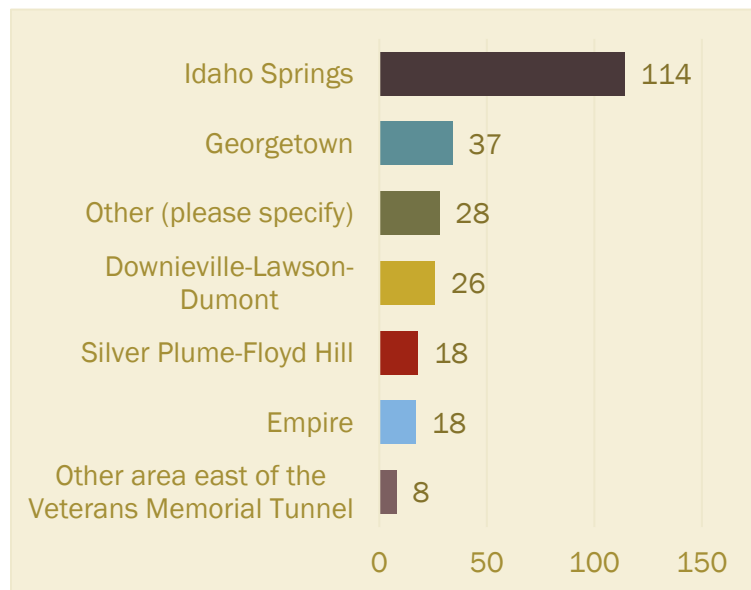 Idaho Springs 114
Georgetown 37
Other (please specify) 28
Downieville-Lawson-
Dumont 26
Silver Plume-Floyd Hill 18
Empire 18
Other area east of the
Veterans Memorial Tunnel 8
0 50 100 150